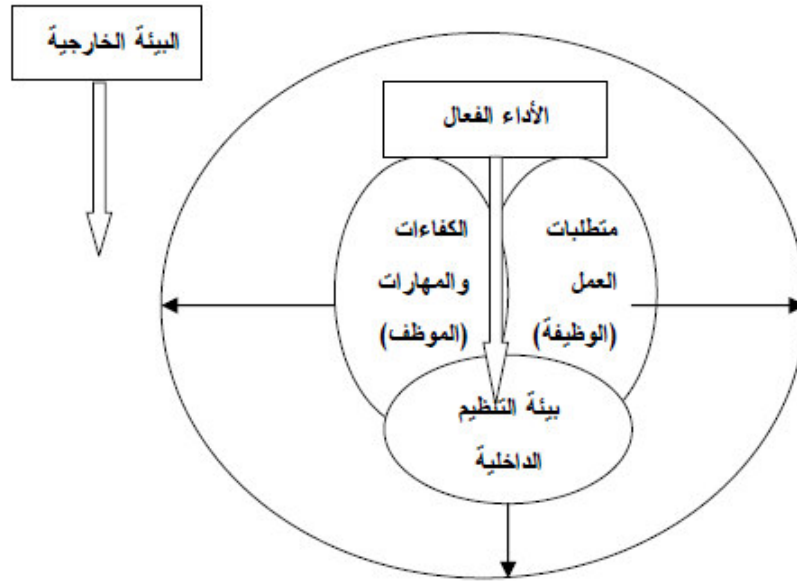 البيئة الخارجية
الأداء الفعال
متطلبات
العمل
(الوظيفة)
الكفاءات
والمهارات
(الموظف)
بيئة التنظيم
الداخلية